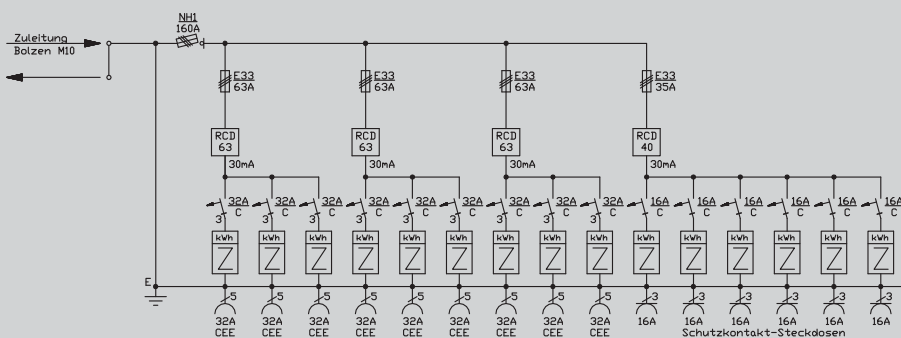 NH1
160A
Zuleitung
Bolzen M10
E33
63A
E33
63A
E33
63A
E33
35A
RCD
63
30mA
RCD
63
30mA
RCD
63
30mA
RCD
40
30mA
32A
C
3
32A
C
3
32A
C
3
32A
C
3
32A
C
3
32A
C
3
32A
C
3
32A
C
3
32A
C
3
16A
C
16A
C
16A
C
16A
C
16A
C
16A
C
kWh
Z
kWh
Z
kWh
Z
kWh
Z
kWh
Z
kWh
Z
kWh
Z
kWh
Z
kWh
Z
kWh
Z
kWh
Z
kWh
Z
kWh
Z
kWh
Z
kWh
Z
E
5
5
5
5
5
5
5
5
5
3
3
3
3
3
3
32A
CEE
32A
CEE
32A
CEE
32A
CEE
32A
CEE
32A
CEE
32A
CEE
32A
CEE
32A
CEE
16A
16A
16A
16A
16A
16A
Schutzkontakt-Steckdosen